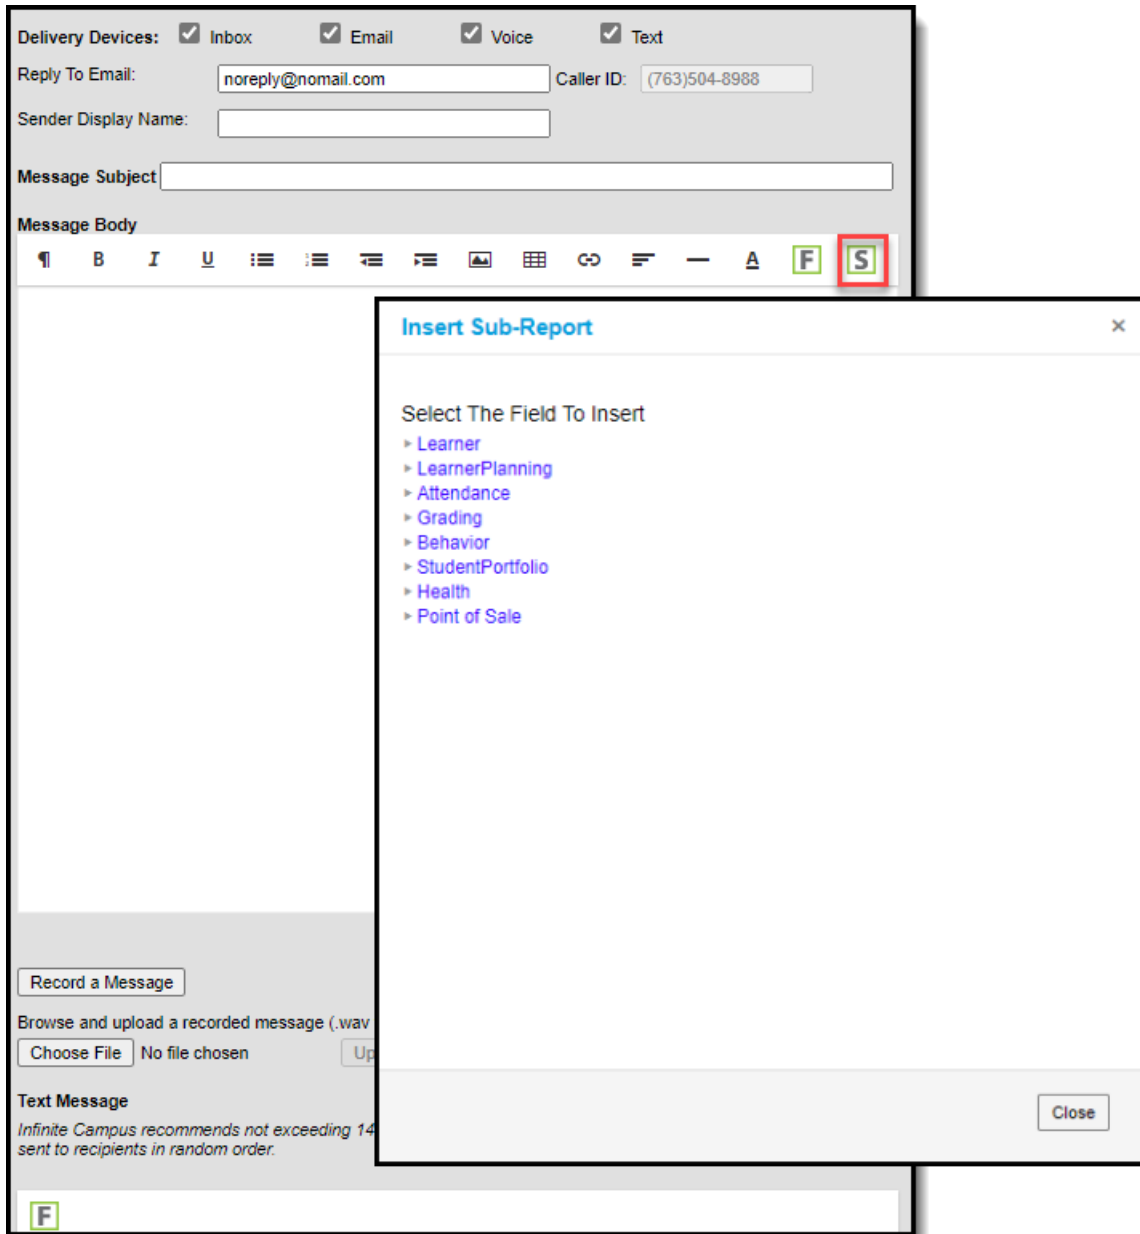 Delivery Devices: Inbox Email Voice Text
Reply To Email: noreply@nomail.com Caller ID: (763)504-8988
Sender Display Name:
Message Subject
Message Body
¶ B I U A F S
Insert Sub-Report ×
Select The Field To Insert
Learner
LearnerPlanning
Attendance
Grading
Behavior
StudentPortfolio
Health
Point of Sale
Close
Record a Message
Browse and upload a recorded message (.wav
Choose File No file chosen Up
Text Message
Infinite Campus recommends not exceeding 14
sent to recipients in random order.
F